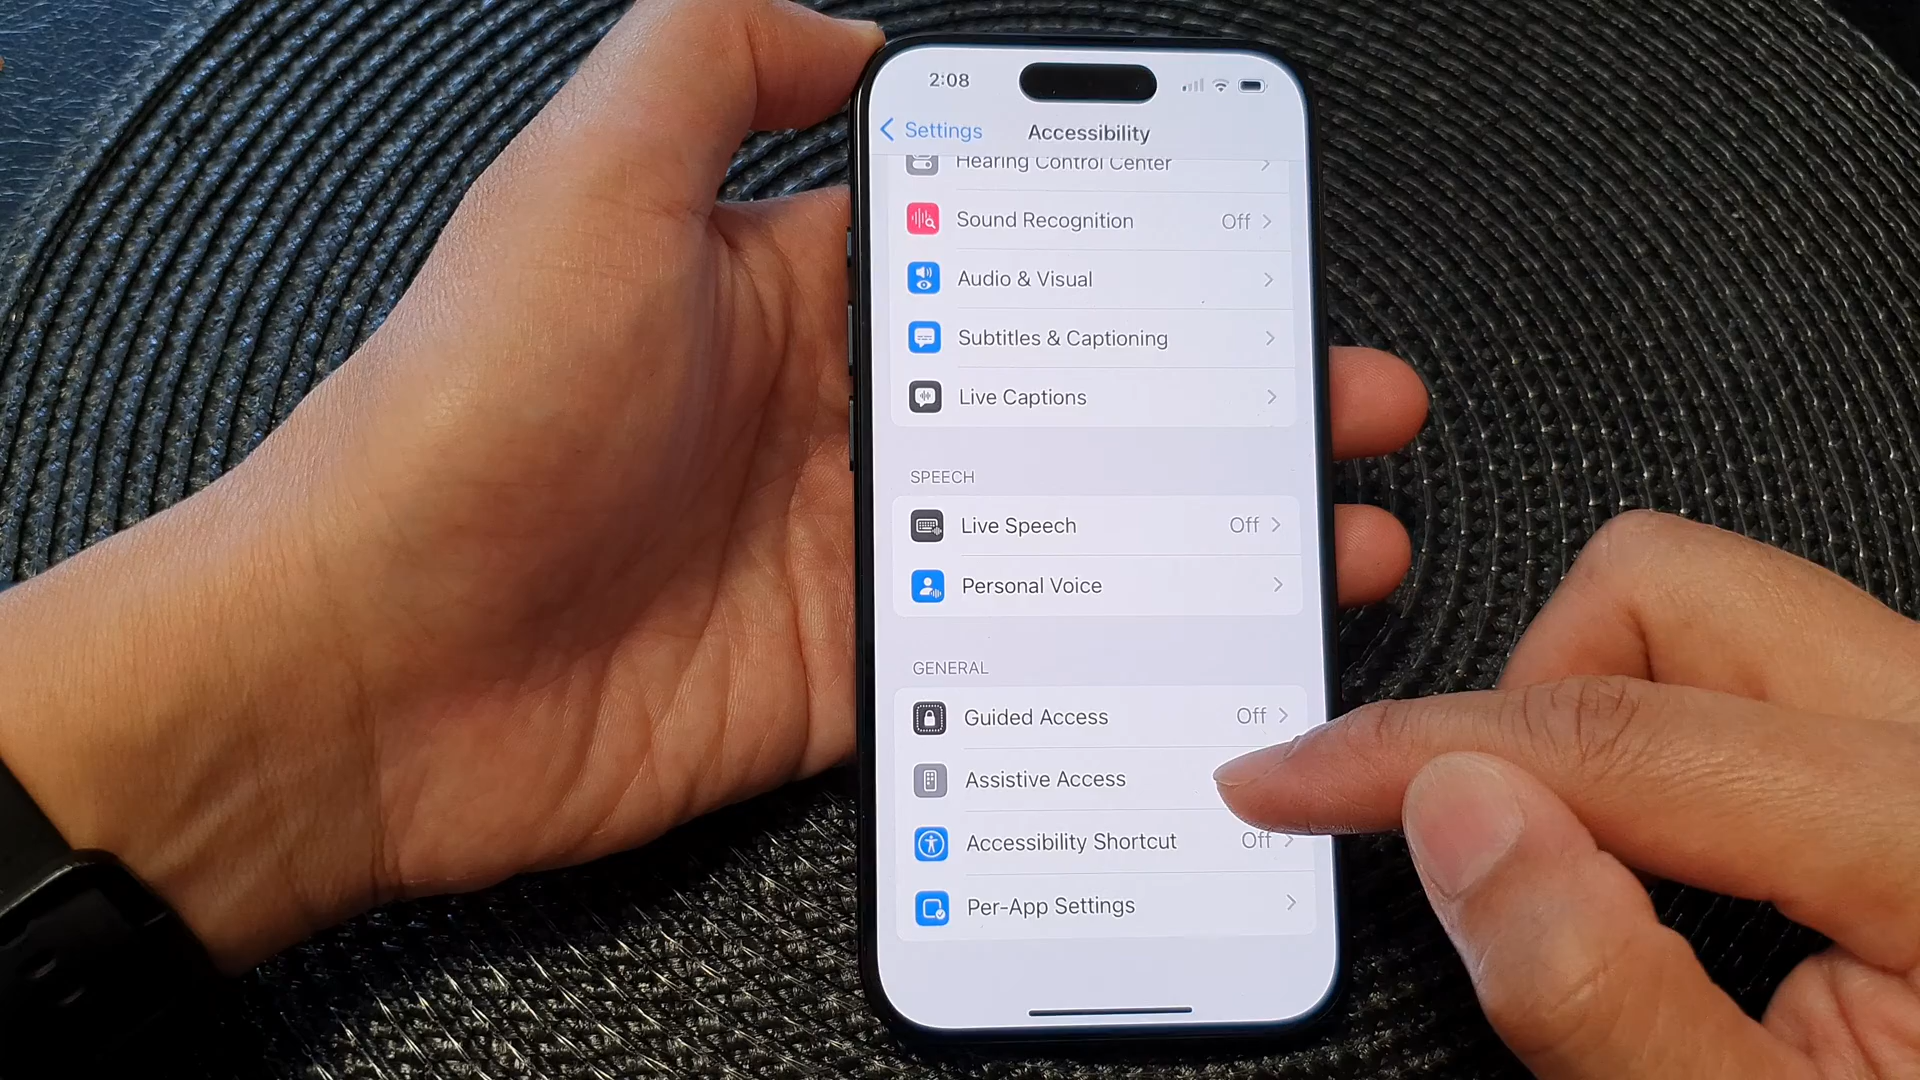 2:08
Settings
Accessibility
Hearing Control Center
Sound Recognition Off
Audio & Visual
Subtitles & Captioning
Live Captions
SPEECH
Live Speech Off
Personal Voice
GENERAL
Guided Access Off
Assistive Access
Accessibility Shortcut Off
Per-App Settings